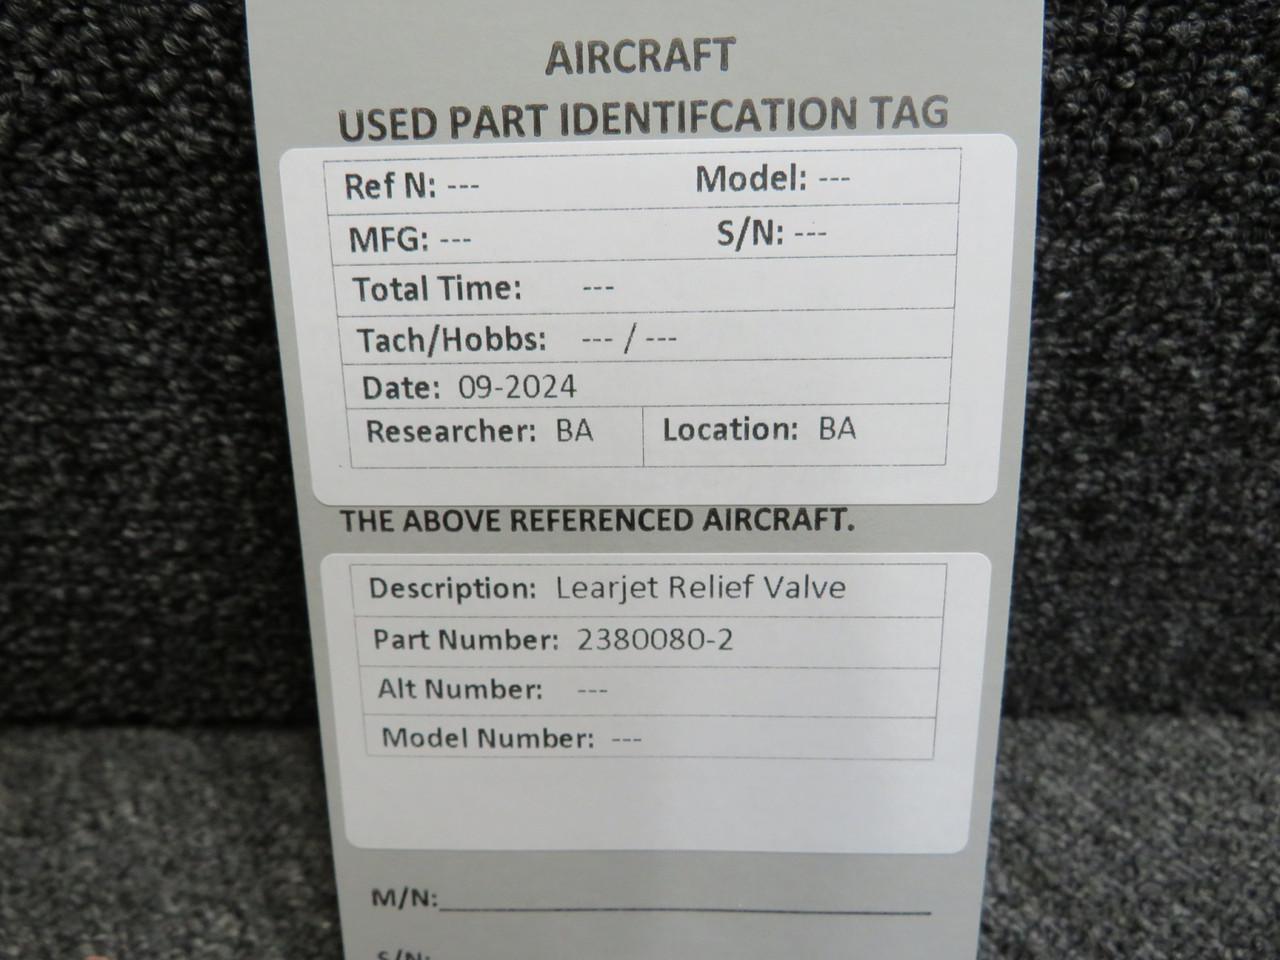 AIRCRAFT
USED PART IDENTIFCATION TAG
Ref N: --- Model: ---
MFG: --- S/N: ---
Total Time: ---
Tach/Hobbs: --- / ---
Date: 09-2024
Researcher: BA Location: BA
THE ABOVE REFERENCED AIRCRAFT.
Description: Learjet Relief Valve
Part Number: 2380080-2
Alt Number: ---
Model Number: ---
M/N:
S/N: